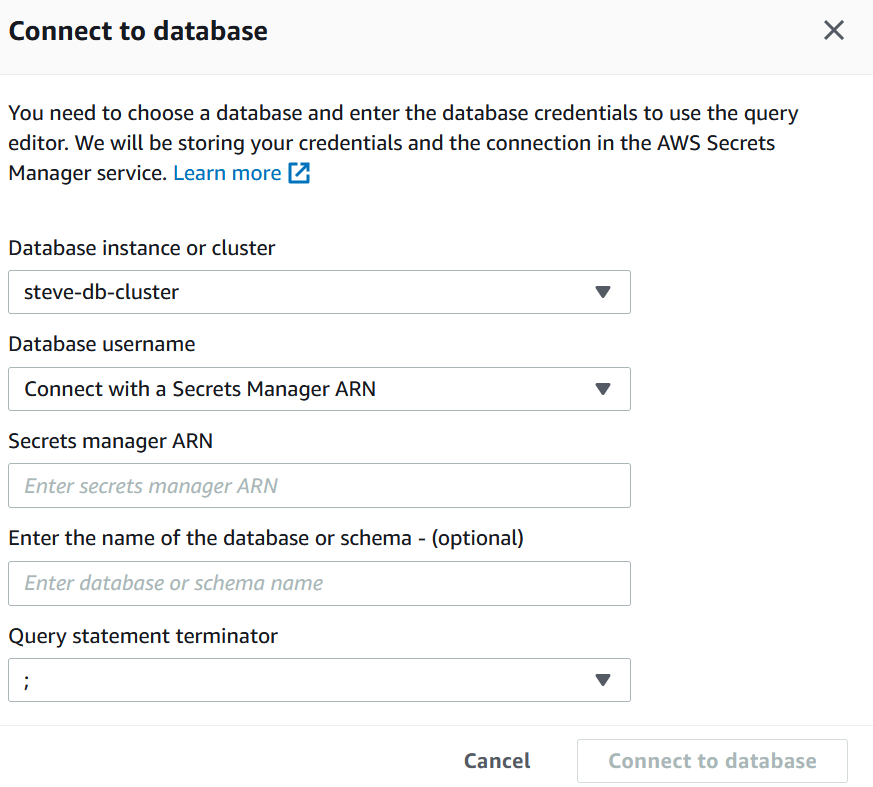 Connect to database
You need to choose a database and enter the database credentials to use the query
editor. We will be storing your credentials and the connection in the AWS Secrets
Manager service. Learn more
Database instance or cluster
steve-db-cluster
Database username
Connect with a Secrets Manager ARN
Secrets manager ARN
Enter secrets manager ARN
Enter the name of the database or schema - (optional)
Enter database or schema name
Query statement terminator
;
Cancel
Connect to database